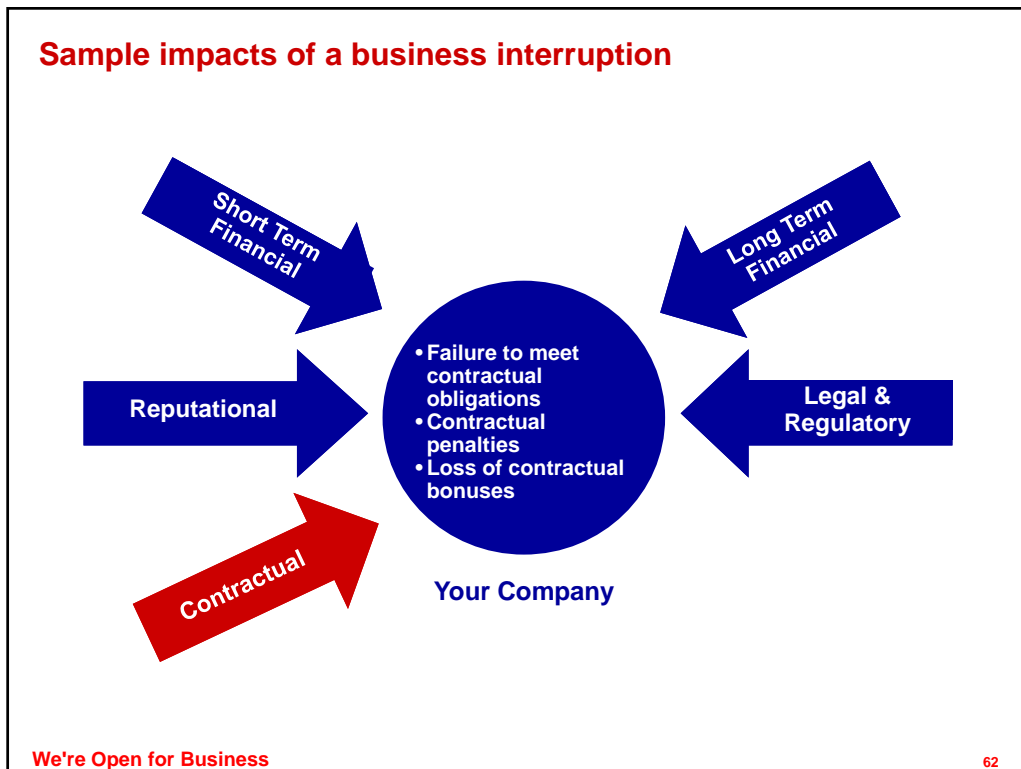 Sample impacts of a business interruption
Short Term
Financial
Long Term
Financial
• Failure to meet
contractual
obligations
• Contractual
penalties
• Loss of contractual
bonuses
Reputational
Legal &
Regulatory
Contractual
Your Company
We're Open for Business
62